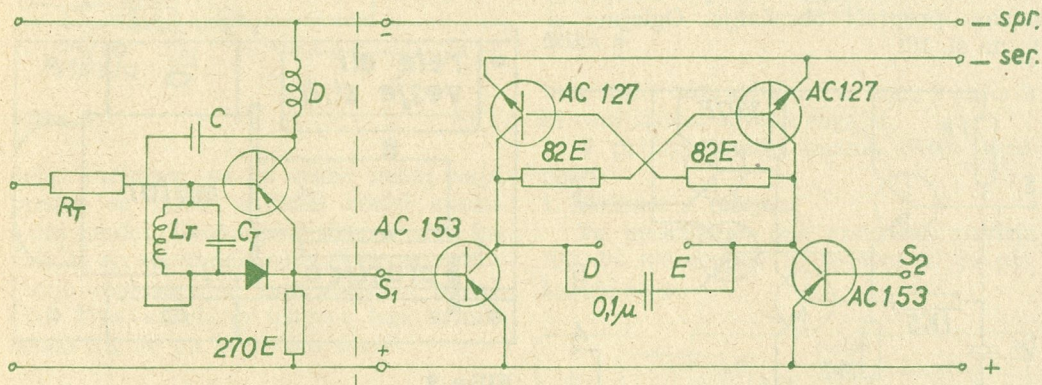 – spr.
-
– ser.
D
AC 127
AC127
C
82E
82E
RT
LT
CT
AC 153
S1
D
E
S2
AC153
0,1µ
270E
+
+